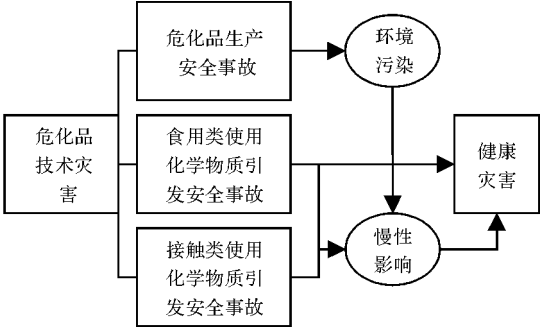 危化品
技术灾
害
危化品生产
安全事故
食用类使用
化学物质引
发安全事故
接触类使用
化学物质引
发安全事故
环境
污染
慢性
影响
健康
灾害